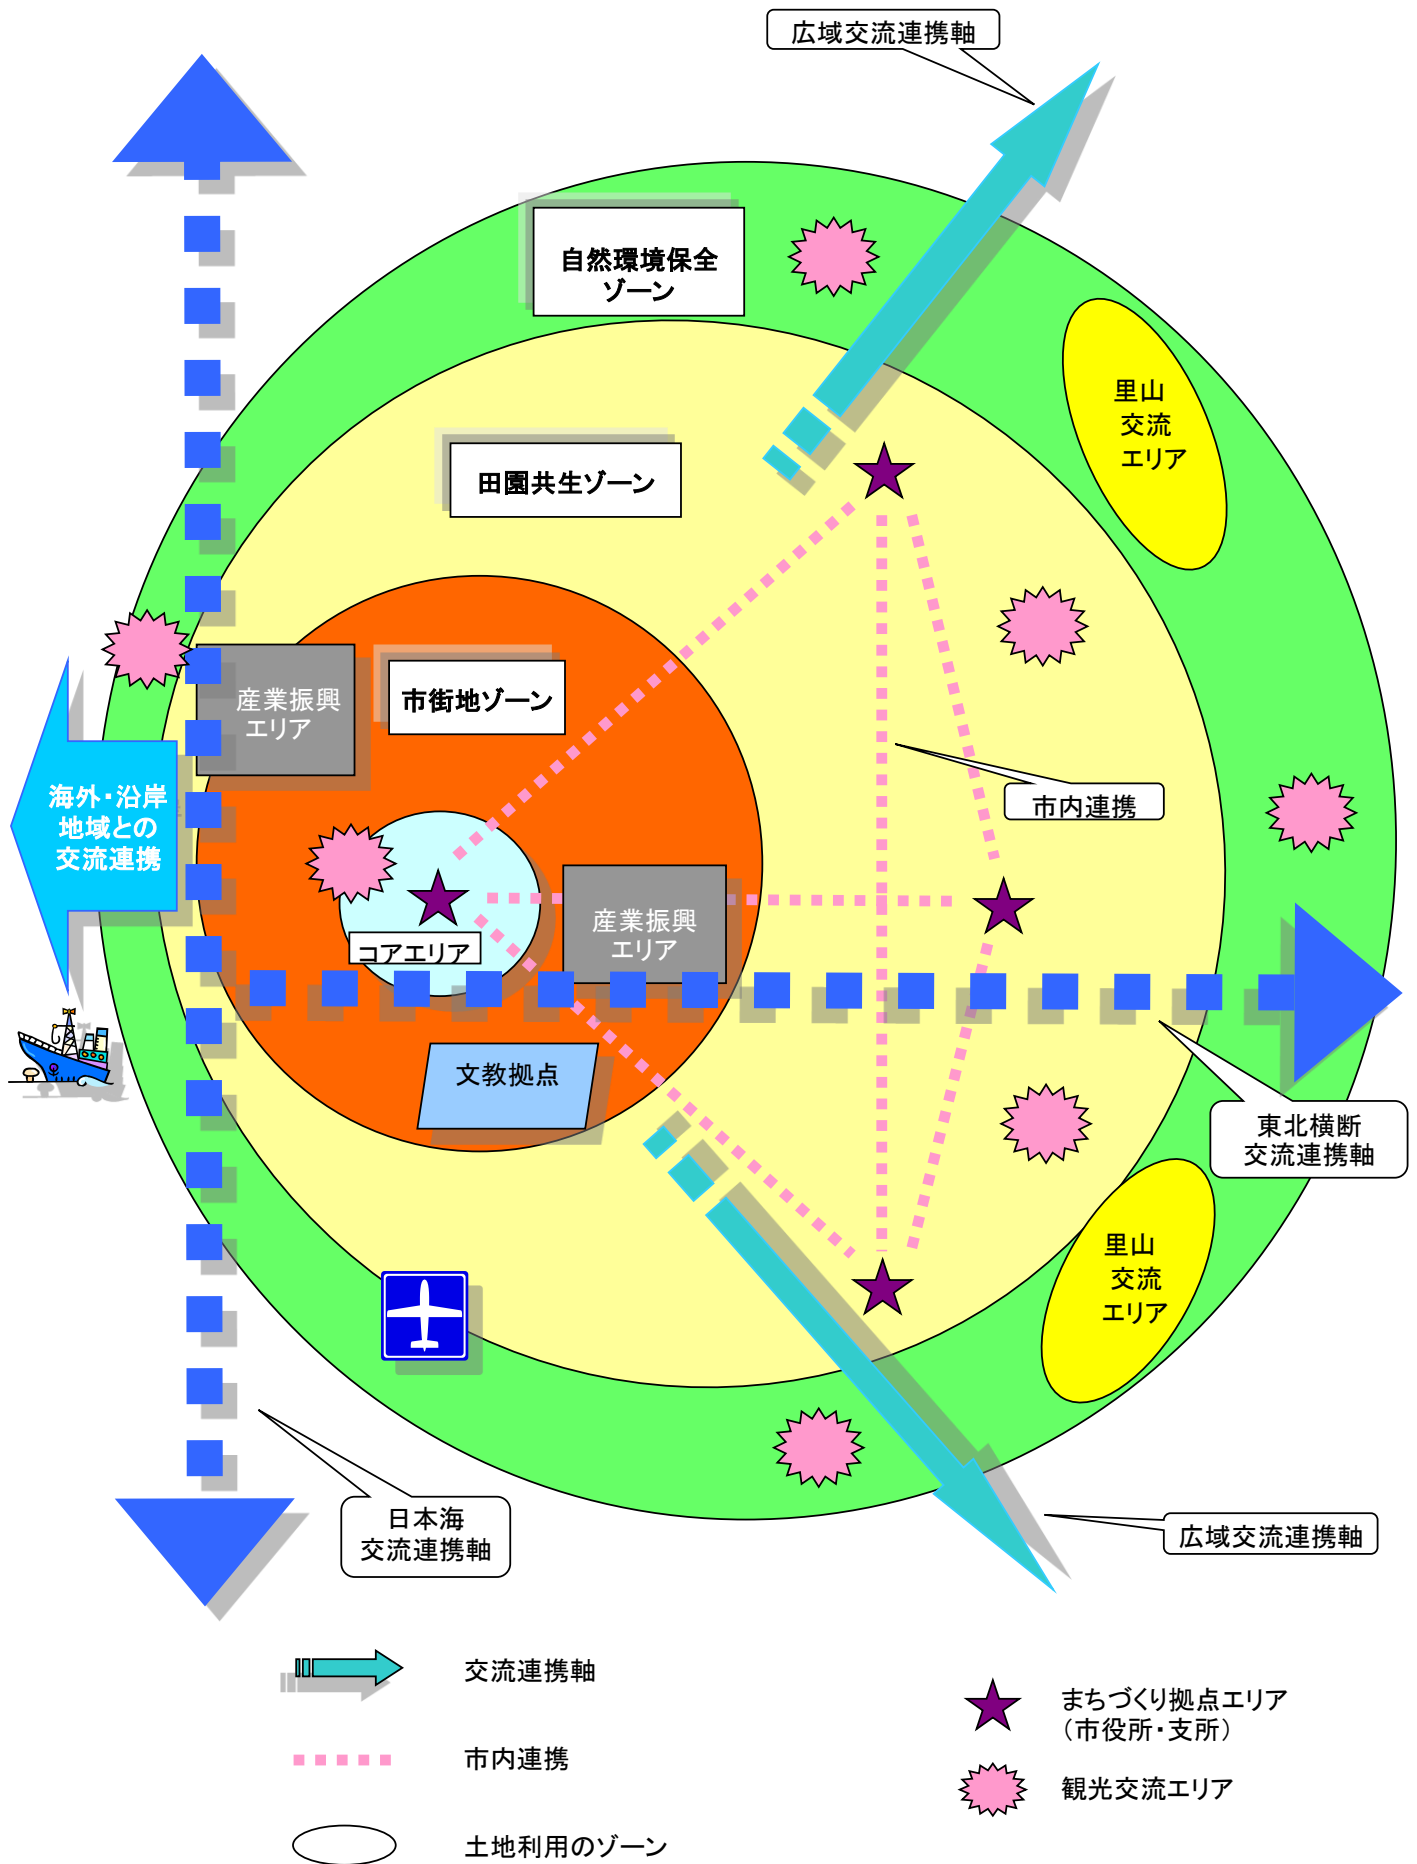 広域交流連携軸
自然環境保全
ゾーン
里山
交流
エリア
田園共生ゾーン
産業振興
エリア
市街地ゾーン
海外・沿岸
地域との
交流連携
市内連携
産業振興
エリア
コアエリア
文教拠点
東北横断
交流連携軸
里山
交流
エリア
日本海
交流連携軸
広域交流連携軸
交流連携軸
まちづくり拠点エリア
（市役所・支所）
市内連携
観光交流エリア
土地利用のゾーン